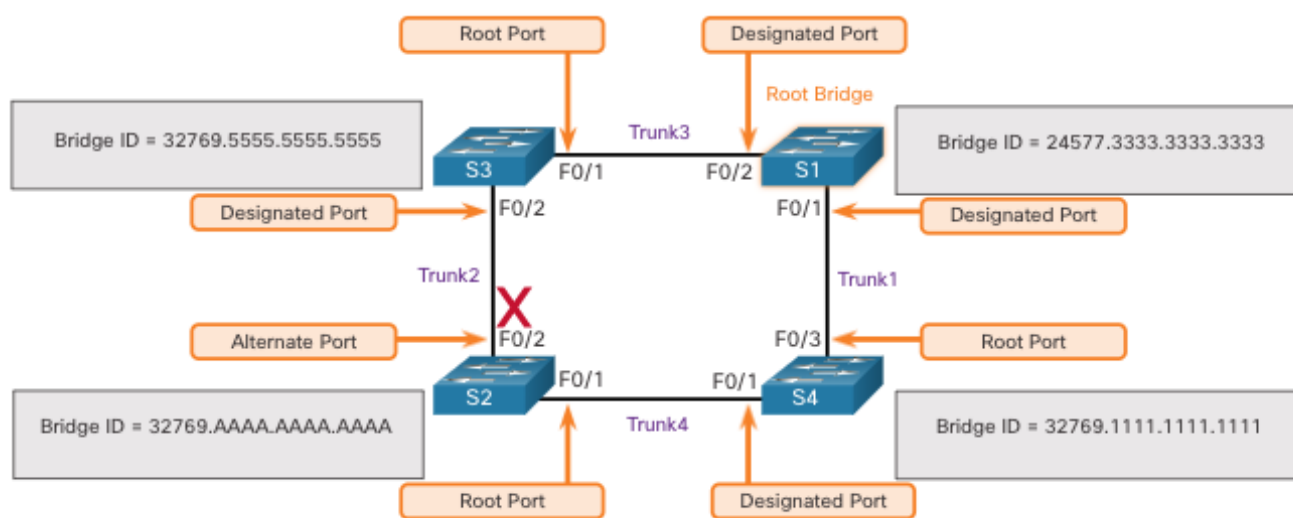 Root Port
Designated Port
Root Bridge
Bridge ID = 32769.5555.5555.5555
Trunk3
Bridge ID = 24577.3333.3333.3333
S3
F0/1
F0/2
S1
Designated Port
F0/2
F0/1
Designated Port
Trunk2
Trunk1
X
Alternate Port
F0/2
F0/3
Root Port
S2
F0/1
F0/1
S4
Bridge ID = 32769.AAAA.AAAA.AAAA
Trunk4
Bridge ID = 32769.1111.1111.1111
Root Port
Designated Port